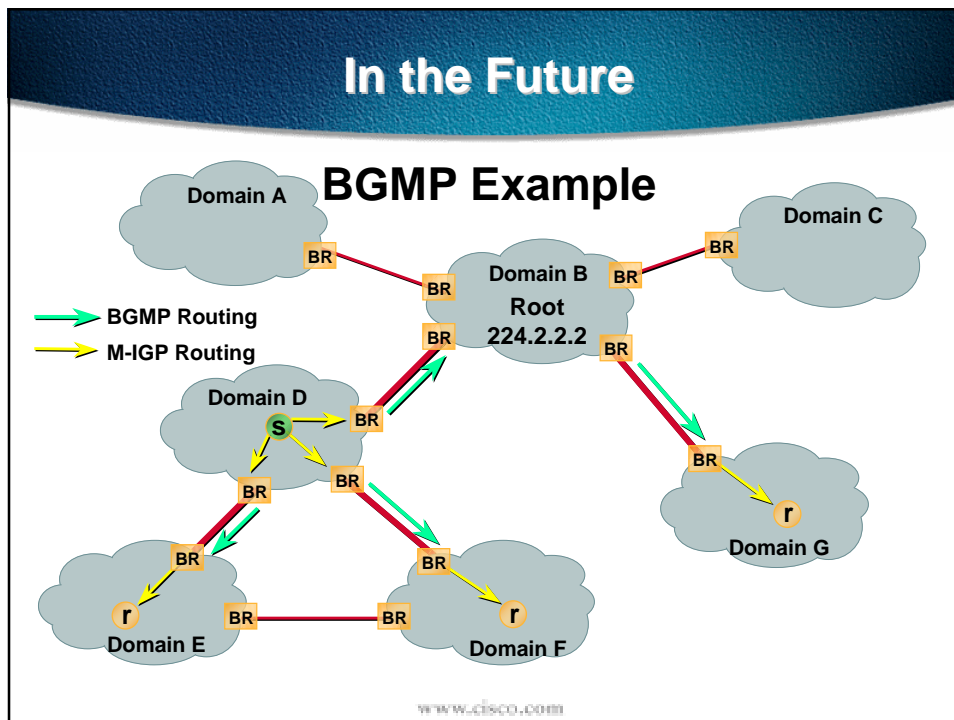 In the Future
BGMP Example
Domain A
Domain C
BR
BR
Domain B
BR
BR
Root
224.2.2.2
BGMP Routing
M-IGP Routing
BR
BR
Domain D
S
BR
BR
BR
BR
r
Domain G
BR
BR
r
BR
BR
r
Domain E
Domain F
www.cisco.com